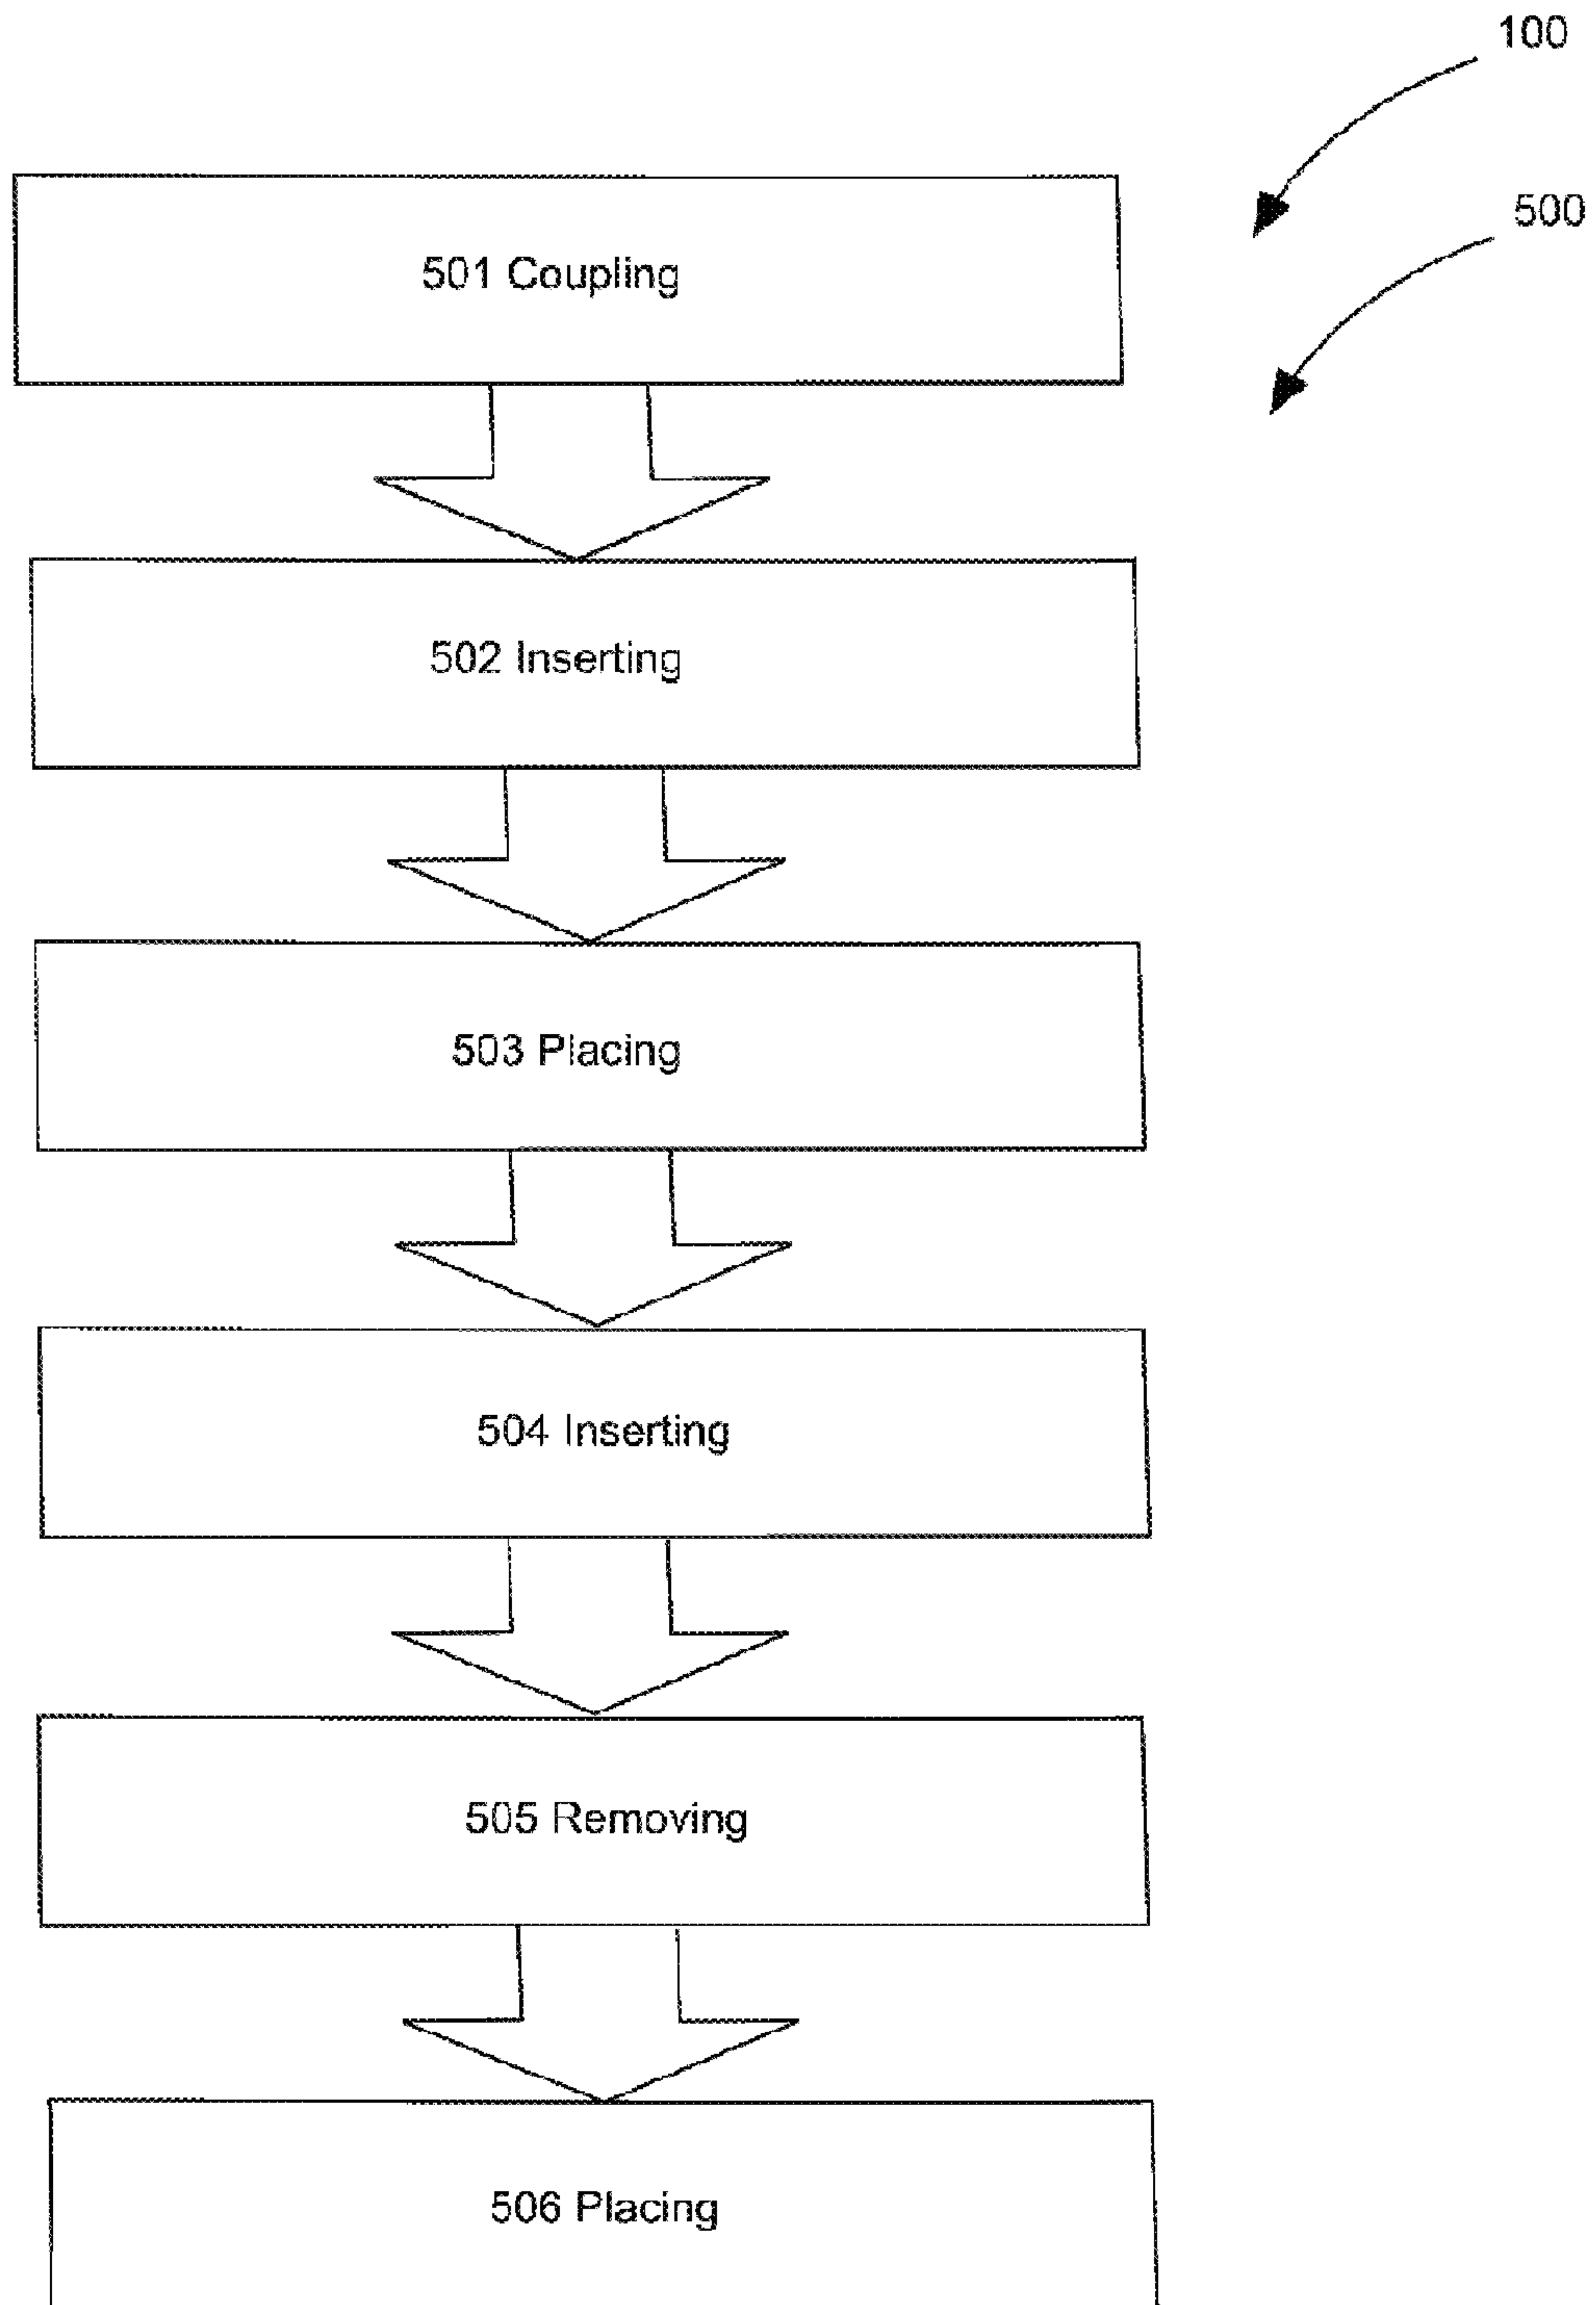 100
500
501 Coupling
502 Inserting
503 Placing
504 Inserting
505 Removing
506 Placing